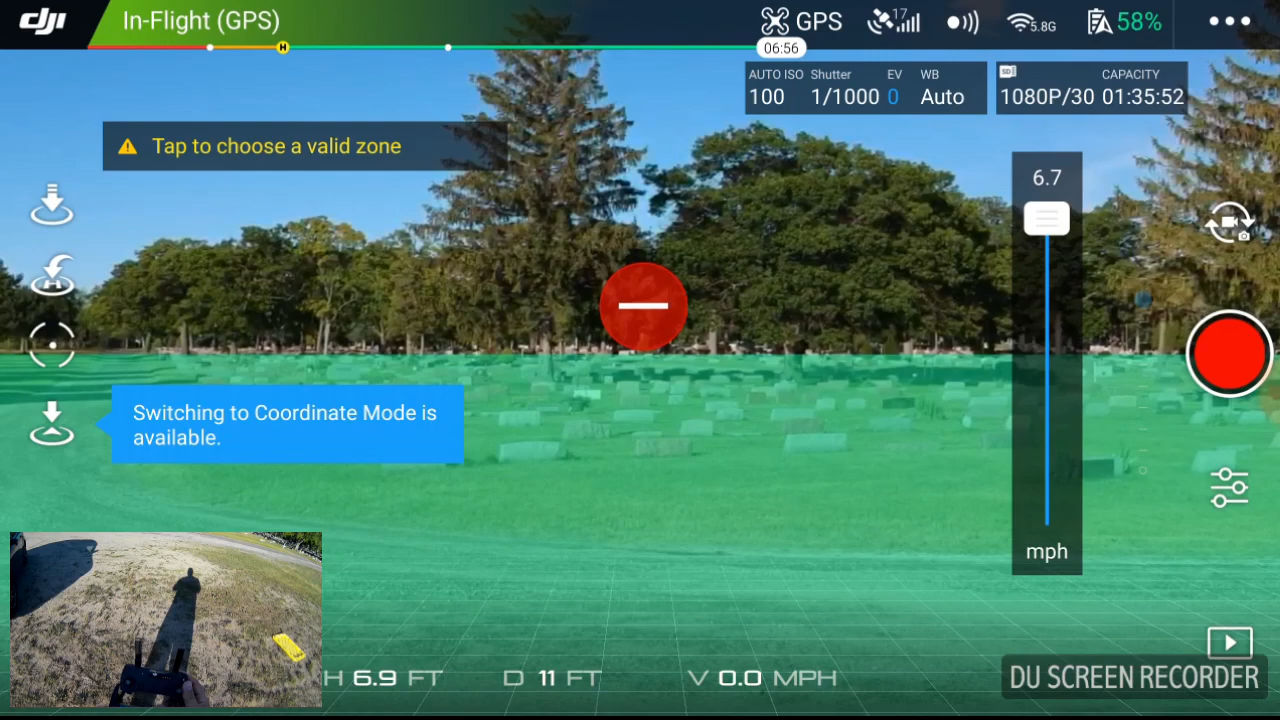 dji
In-Flight (GPS)
GPS
17
5.8G
58%
H
06:56
AUTO ISO Shutter EV WB
100 1/1000 0 Auto
SD
CAPACITY
1080P/30 01:35:52
Tap to choose a valid zone
6.7
Switching to Coordinate Mode is
available.
mph
H 6.9 FT D 11 FT V 0.0 MPH
DU SCREEN RECORDER